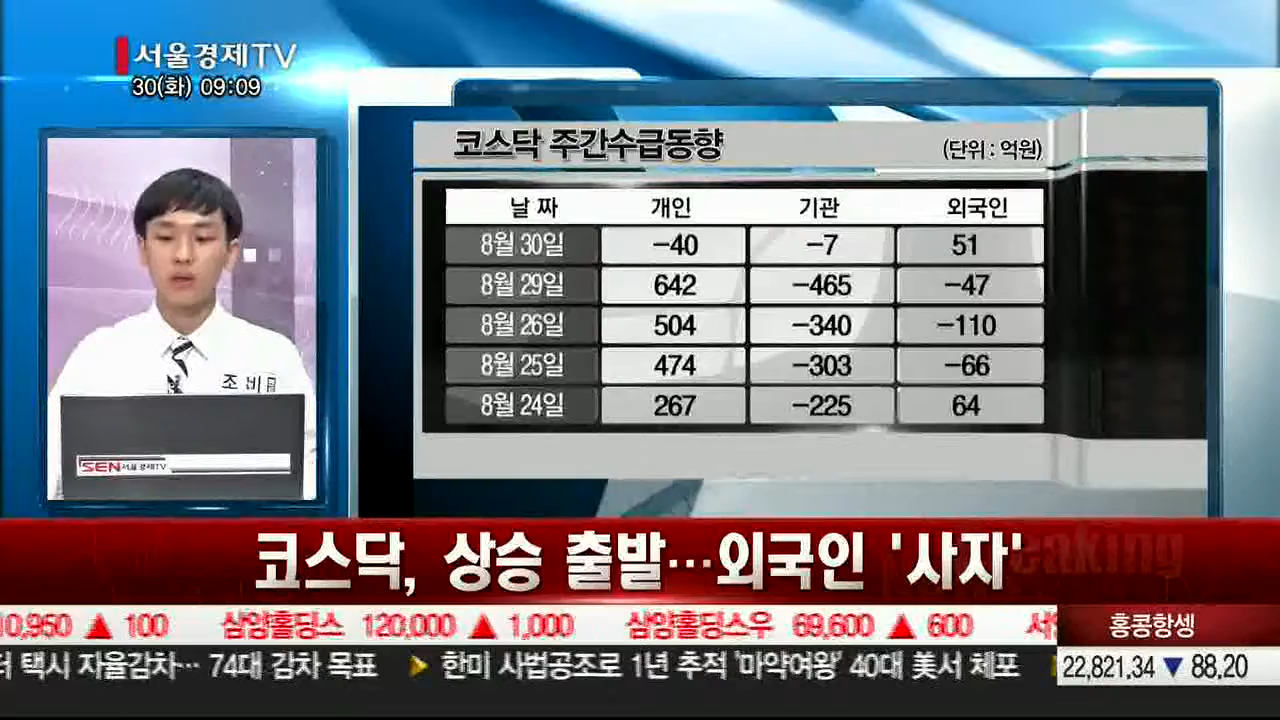 서울경제TV
30(화) 09:09
코스닥 주간수급동향
(단위 : 억원)
날 짜 개인 기관 외국인
8월 30일 -40 -7 51
8월 29일 642 -465 -47
8월 26일 504 -340 -110
8월 25일 474 -303 -66
8월 24일 267 -225 64
조비
SEN서울경제TV
코스닥, 상승 출발…외국인 '사자'
eaking
10,950 ▲ 100 삼양홀딩스 120,000 ▲ 1,000 삼양홀딩스우 69,600 ▲ 600
홍콩항셍
터 택시 자율감차… 74대 감차 목표 ▶ 한미 사법공조로 1년 추적 '마약여왕' 40대 美서 체포
22,821.34 ▼ 88.20